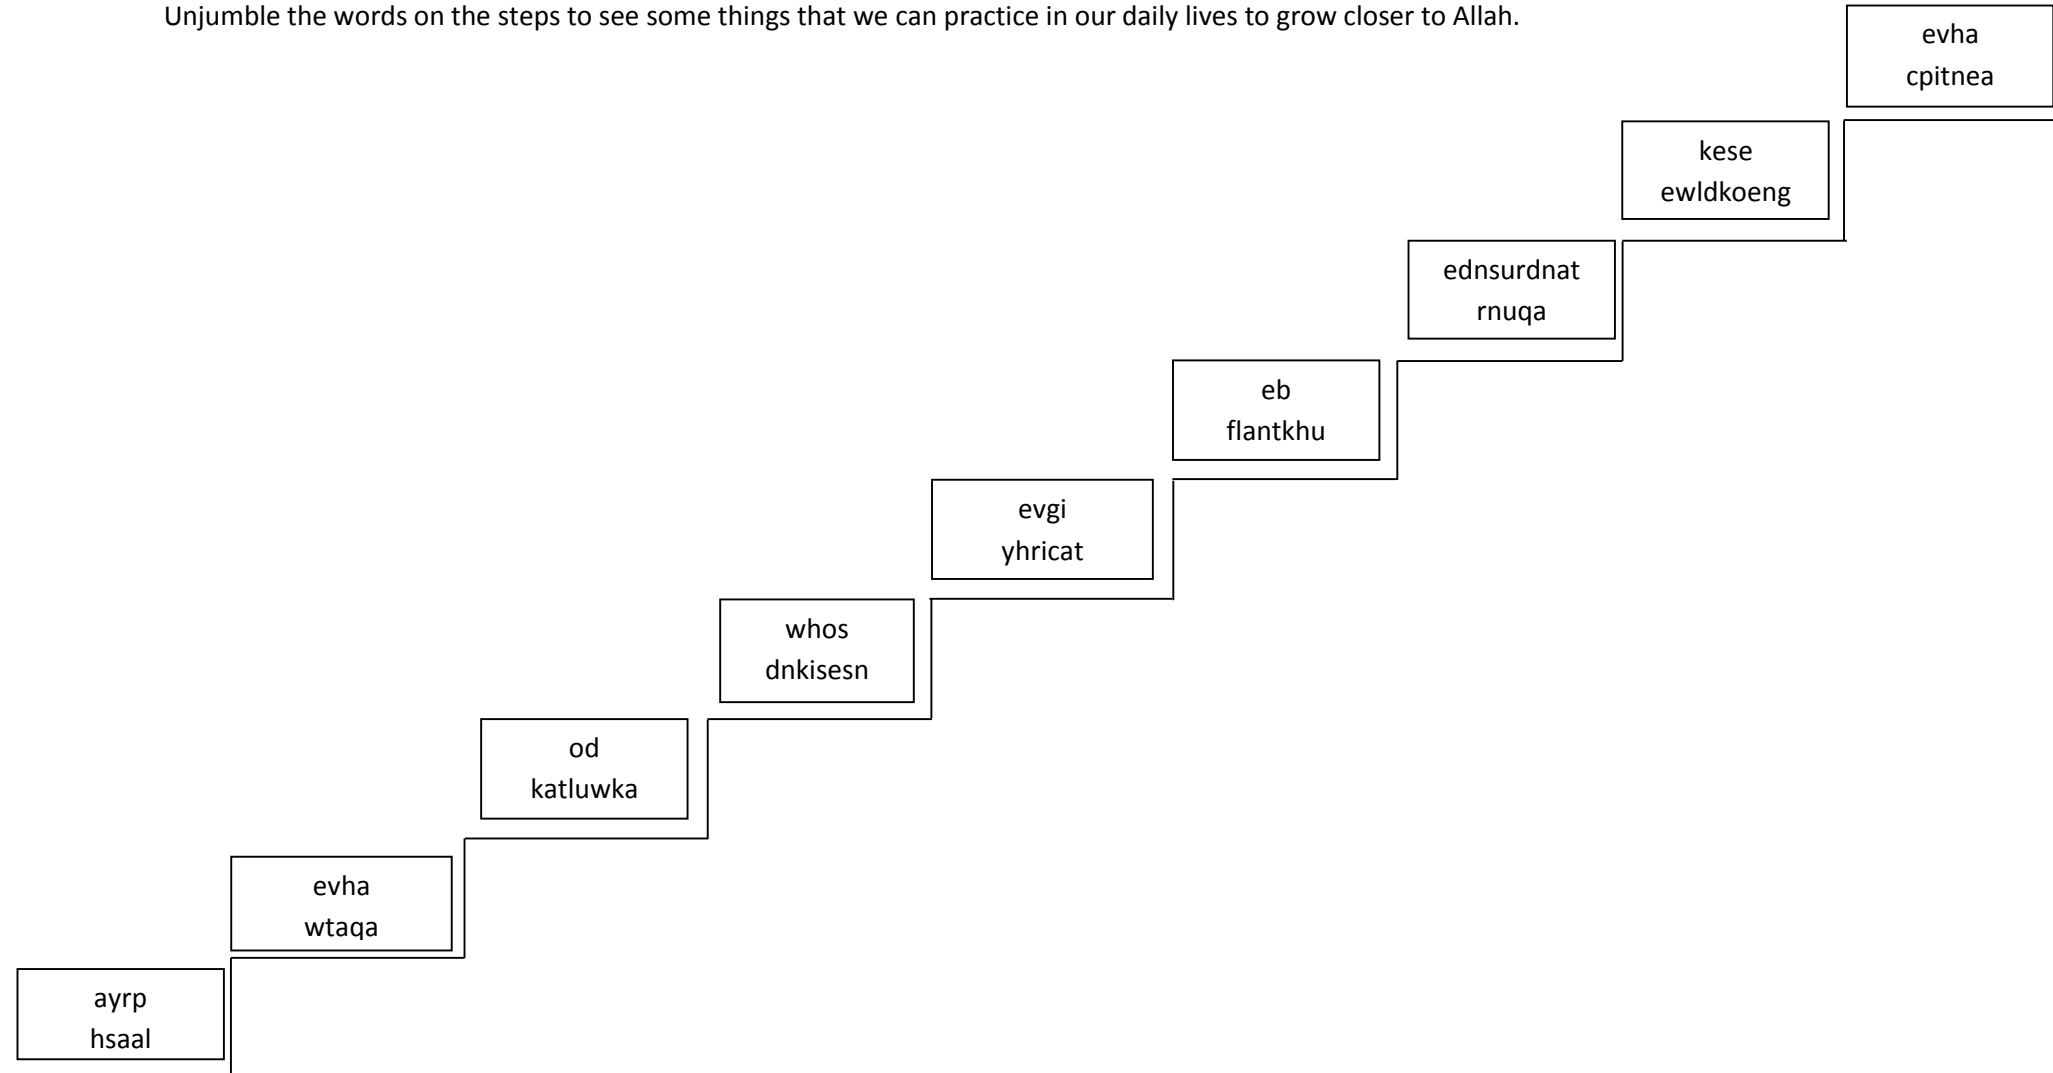 Unjumble the words on the steps to see some things that we can practice in our daily lives to grow closer to Allah.
evha
cpitnea
kese
ewldkoeng
ednsurdnat
rnuqa
eb
flantkhu
evgi
yhricat
whos
dnkisesn
od
katluwka
evha
wtaqa
ayrp
hsaal